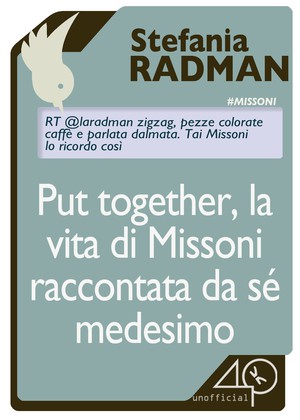 Stefania
RADMAN
#MISSONI
RT @laradman zigzag, pezze colorate
caffè e parlata dalmata. Tai Missoni
lo ricordo così
Put together, la
vita di Missoni
raccontata da sé
medesimo
unofficial